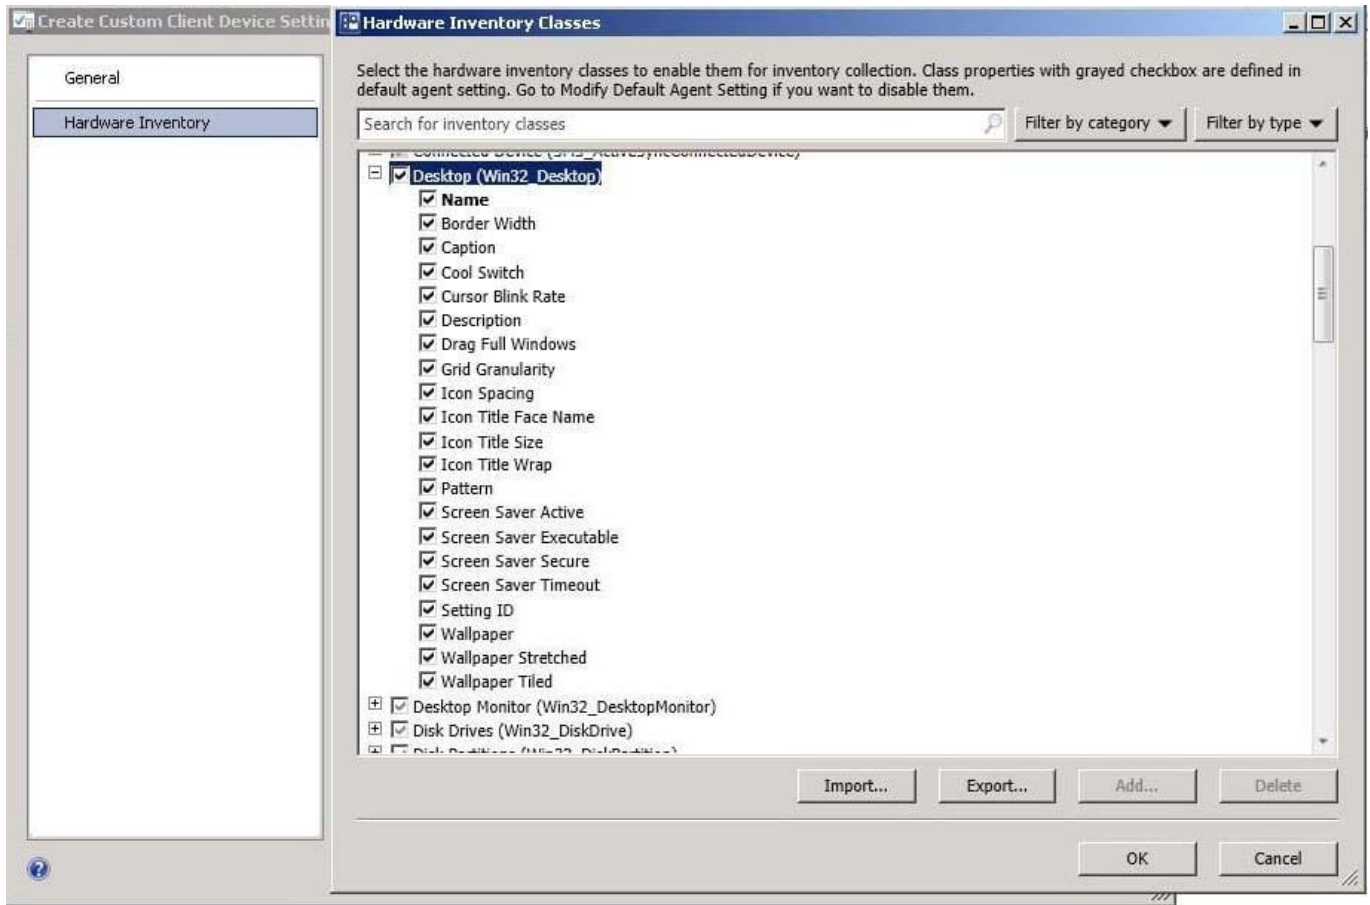 Create Custom Client Device Settin
Hardware Inventory Classes
General
Hardware Inventory
Select the hardware inventory classes to enable them for inventory collection. Class properties with grayed checkbox are defined in
default agent setting. Go to Modify Default Agent Setting if you want to disable them.
Search for inventory classes
Filter by category
Filter by type
Connected Device (SMS_ActiveSyncConnectedDevice)
Desktop (Win32_Desktop)
Name
Border Width
Caption
Cool Switch
Cursor Blink Rate
Description
Drag Full Windows
Grid Granularity
Icon Spacing
Icon Title Face Name
Icon Title Size
Icon Title Wrap
Pattern
Screen Saver Active
Screen Saver Executable
Screen Saver Secure
Screen Saver Timeout
Setting ID
Wallpaper
Wallpaper Stretched
Wallpaper Tiled
Desktop Monitor (Win32_DesktopMonitor)
Disk Drives (Win32_DiskDrive)
Disk Partitions (Win32_DiskPartition)
Import...
Export...
Add...
Delete
OK
Cancel